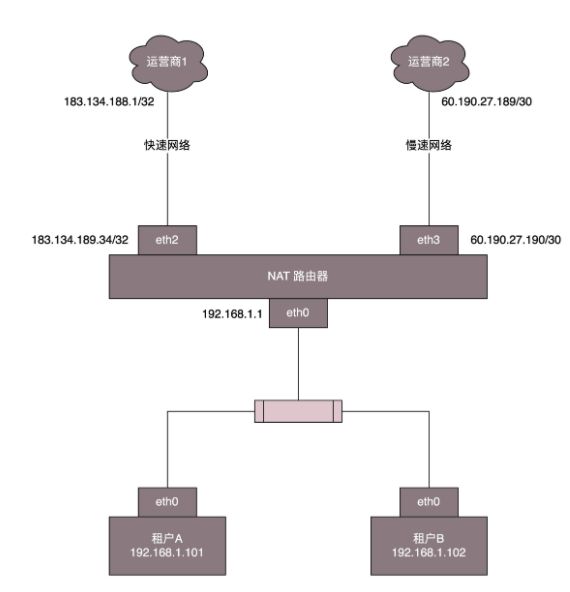 运营商1
运营商2
183.134.188.1/32
60.190.27.189/30
快速网络
慢速网络
183.134.189.34/32
eth2
eth3
60.190.27.190/30
NAT 路由器
192.168.1.1
eth0
eth0
eth0
租户A
192.168.1.101
租户B
192.168.1.102